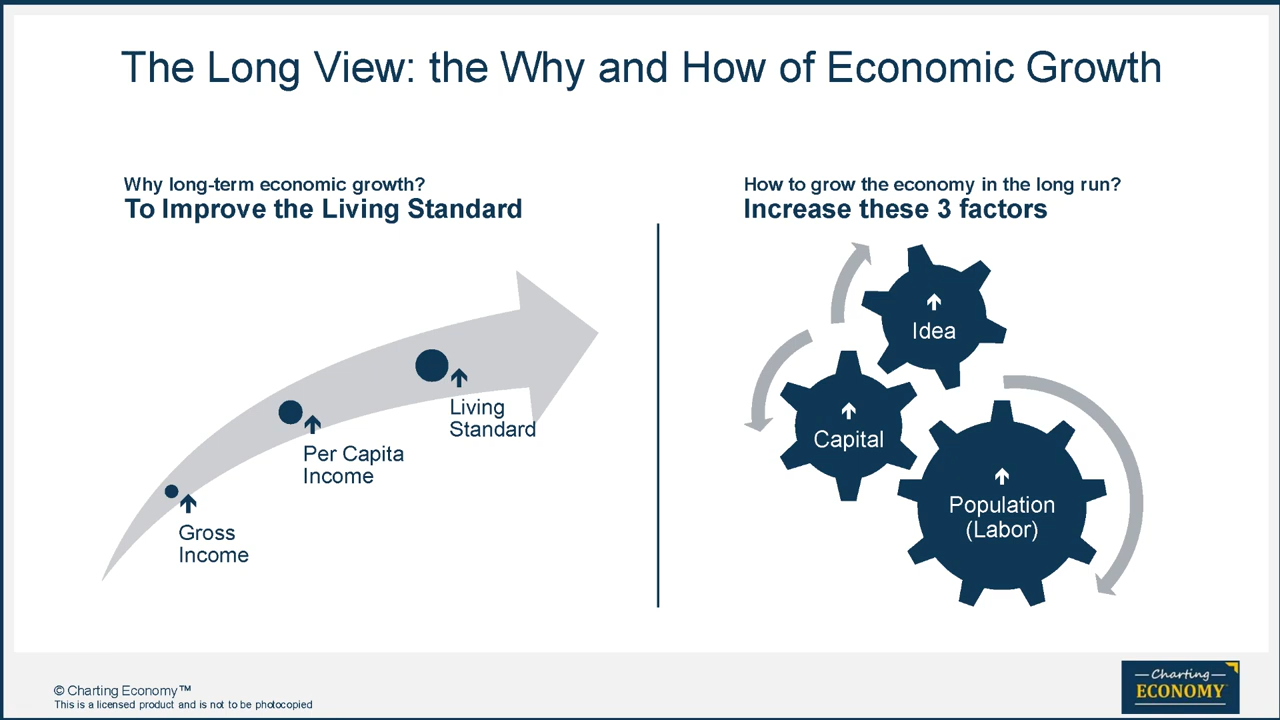 The Long View: the Why and How of Economic Growth
Why long-term economic growth?
To Improve the Living Standard
Living
Standard
Per Capita
Income
Gross
Income
How to grow the economy in the long run?
Increase these 3 factors
Idea
Capital
Population
(Labor)
© Charting Economy™
This is a licensed product and is not to be photocopied
Charting
ECONOMY